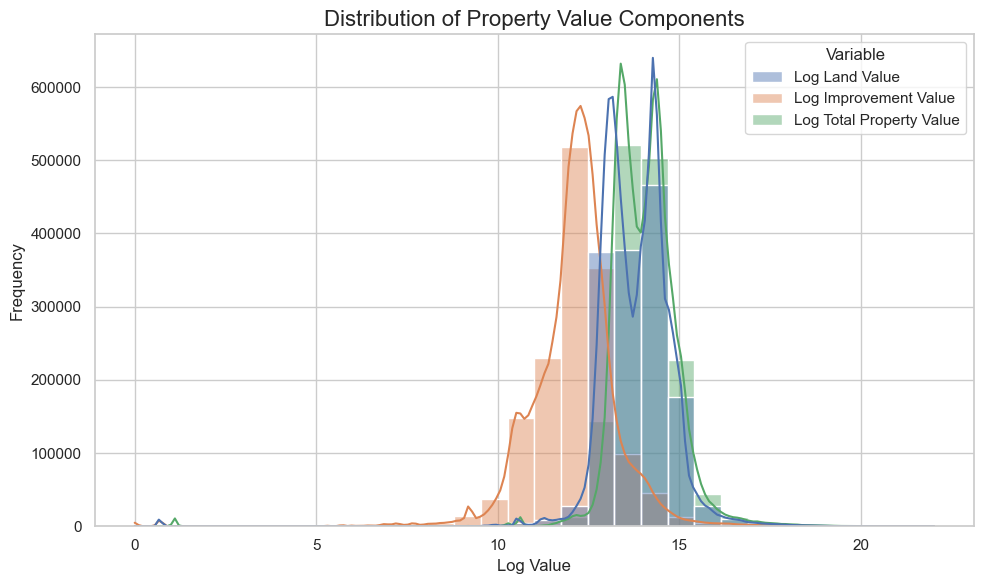 Distribution of Property Value Components
Variable
Log Land Value
Log Improvement Value
Log Total Property Value
Frequency
600000
500000
400000
300000
200000
100000
0
0
5
10
15
20
Log Value